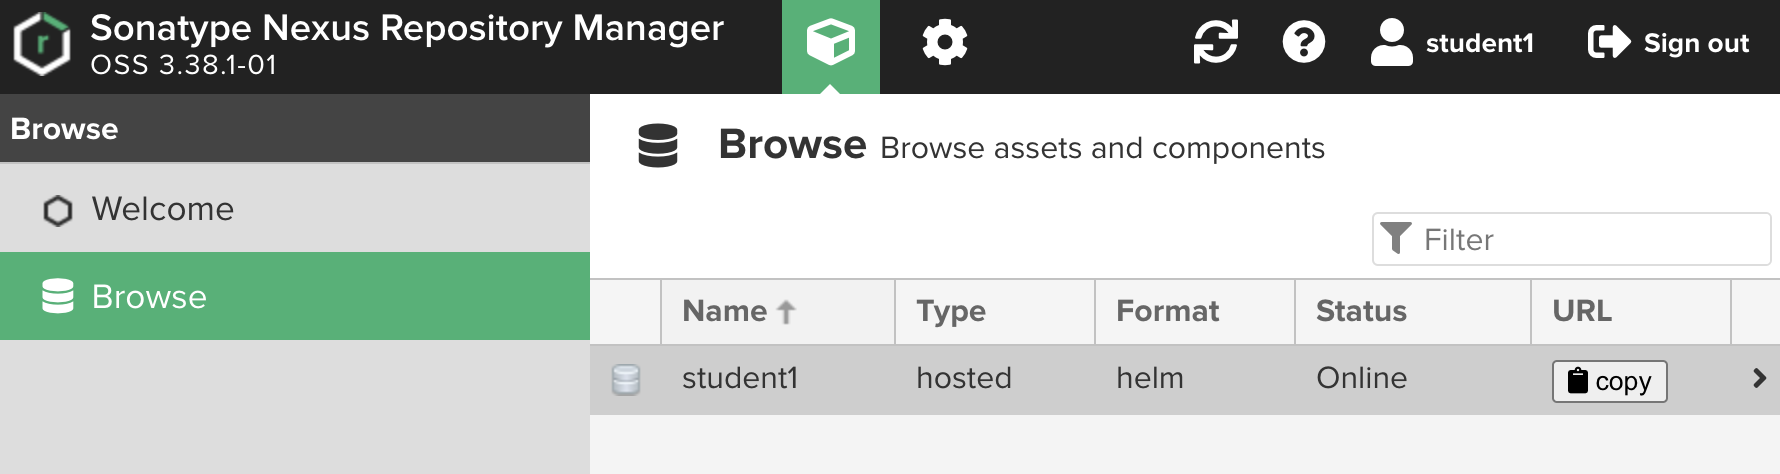 Sonatype Nexus Repository Manager
OSS 3.38.1-01
student1
Sign out
Browse
Welcome
Browse
Browse Browse assets and components
Filter
Name Type Format Status URL
student1 hosted helm Online copy